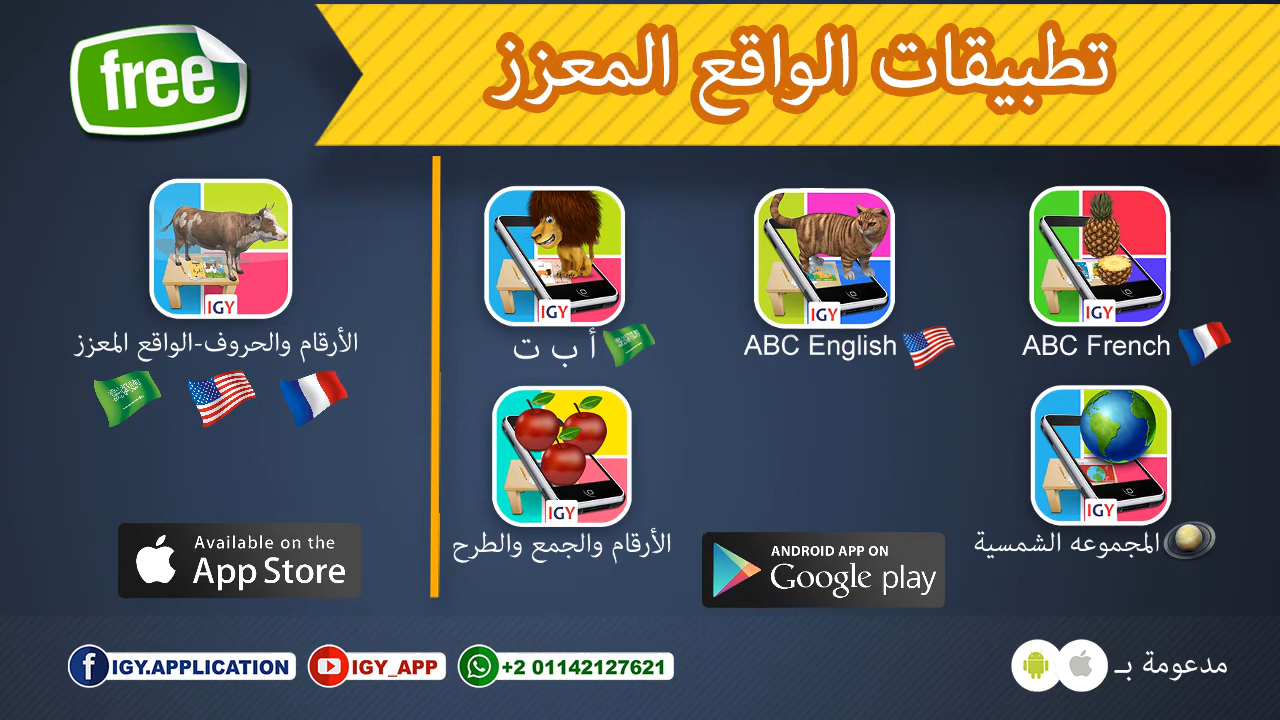 free
تطبيقات الواقع المعزز
IGY
الأرقام والحروف-الواقع المعزز
IGY
أ ب ت
IGY
ABC English
IGY
ABC French
IGY
الأرقام والجمع والطرح
IGY
المجموعه الشمسية
Available on the
App Store
ANDROID APP ON
Google play
IGY.APPLICATION
IGY_APP
+2 01142127621
مدعومة بـ